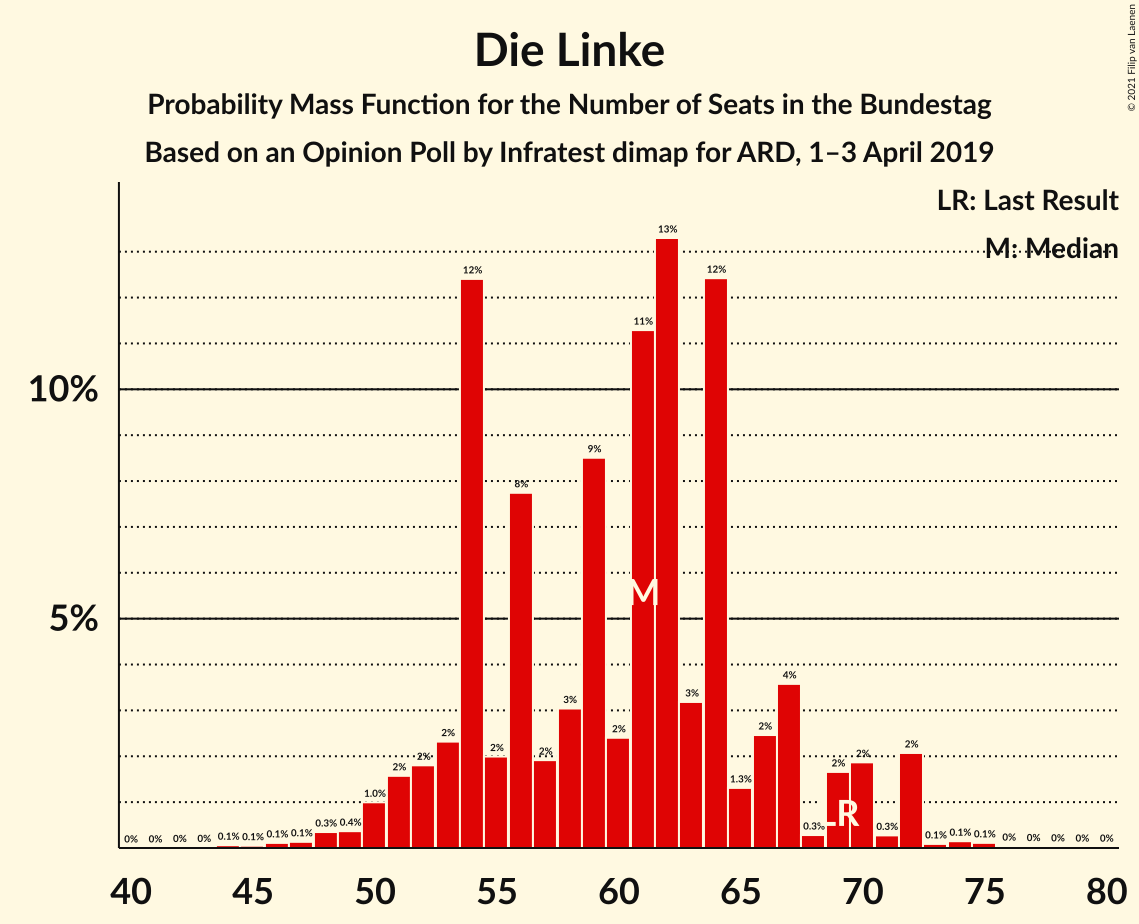 © 2021 Filip van Laenen
Die Linke
Probability Mass Function for the Number of Seats in the Bundestag
Based on an Opinion Poll by Infratest dimap for ARD, 1–3 April 2019
LR: Last Result
M: Median
10%
5%
0% 0% 0% 0% 0.1% 0.1% 0.1% 0.1% 0.3% 0.4% 1.0% 2% 2% 2% 12% 2% 8% 2% 3% 9% 2% 11% 13% 3% 12% 1.3% 2% 4% 0.3% 2% 2% 0.3% 2% 0.1% 0.1% 0.1% 0% 0% 0% 0% 0%
M
LR
40 45 50 55 60 65 70 75 80